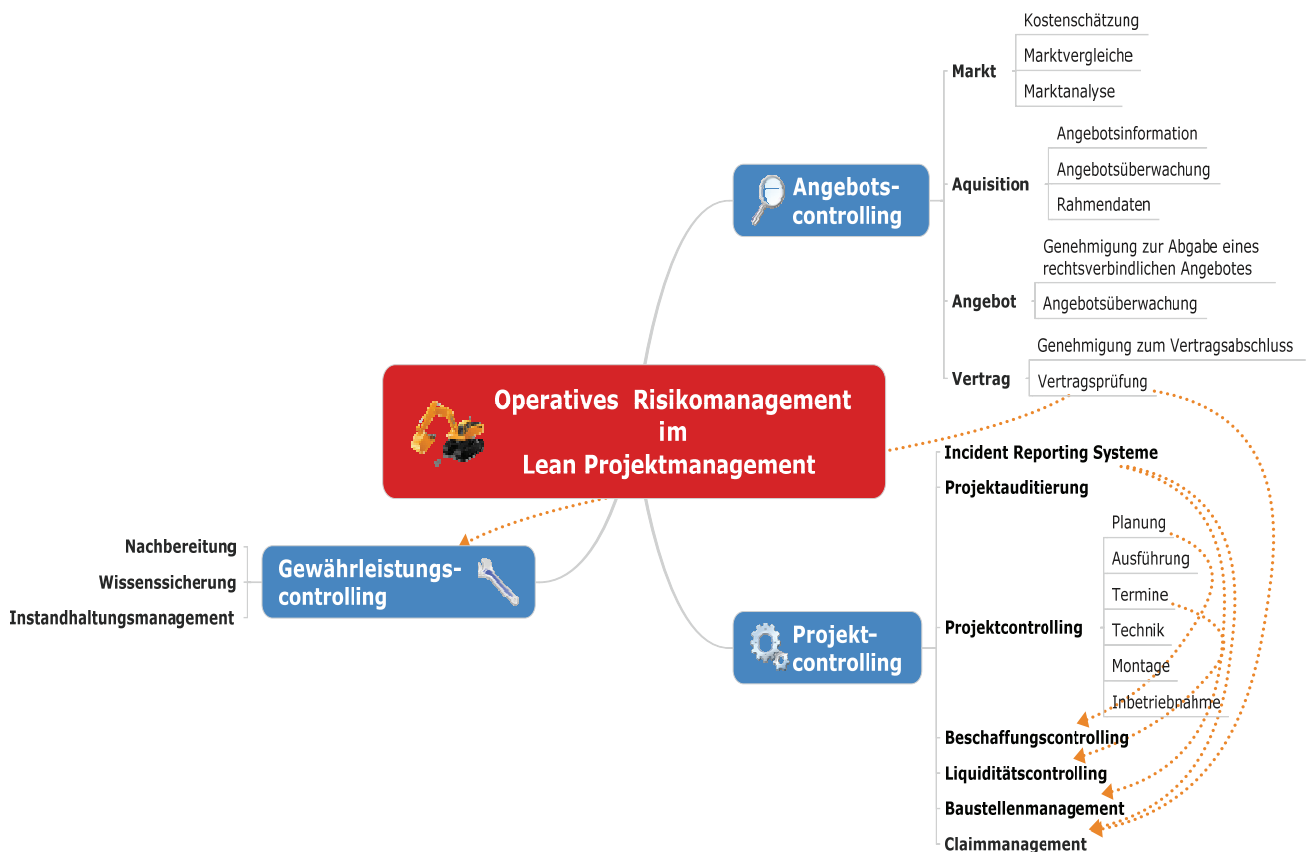 Kostenschätzung
Marktvergleiche
Markt
Marktanalyse
Angebotsinformation
Angebotsüberwachung
Aquisition
Rahmendaten
Angebots-
controlling
Genehmigung zur Abgabe eines
rechtsverbindlichen Angebotes
Angebot
Angebotsüberwachung
Genehmigung zum Vertragsabschluss
Vertrag
Vertragsprüfung
Operatives Risikomanagement
im
Lean Projektmanagement
Incident Reporting Systeme
Projektauditierung
Planung
Ausführung
Termine
Projektcontrolling
Technik
Montage
Inbetriebnahme
Projekt-
controlling
Beschaffungscontrolling
Liquiditätscontrolling
Baustellenmanagement
Claimmanagement
Gewährleistungs-
controlling
Nachbereitung
Wissenssicherung
Instandhaltungsmanagement